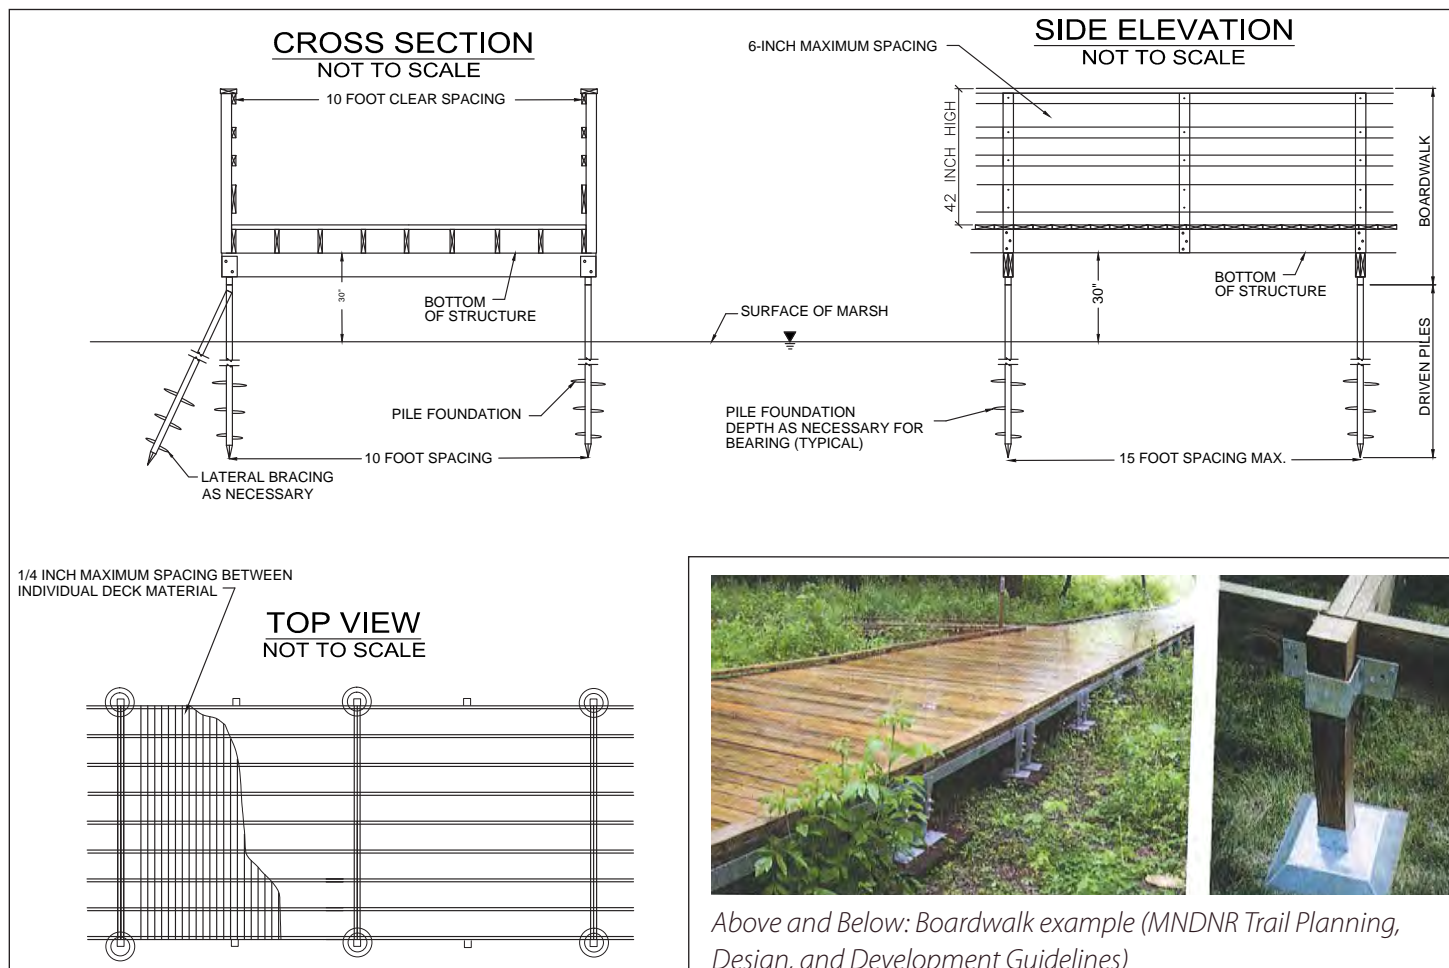 CROSS SECTION
NOT TO SCALE
10 FOOT CLEAR SPACING
30"
BOTTOM
OF STRUCTURE
PILE FOUNDATION
10 FOOT SPACING
LATERAL BRACING
AS NECESSARY
SURFACE OF MARSH
SIDE ELEVATION
NOT TO SCALE
6-INCH MAXIMUM SPACING
42 INCH HIGH
BOARDWALK
30"
BOTTOM
OF STRUCTURE
DRIVEN PILES
PILE FOUNDATION
DEPTH AS NECESSARY FOR
BEARING (TYPICAL)
15 FOOT SPACING MAX.
1/4 INCH MAXIMUM SPACING BETWEEN
INDIVIDUAL DECK MATERIAL
TOP VIEW
NOT TO SCALE
Above and Below: Boardwalk example (MNDNR Trail Planning,
Design, and Development Guidelines)